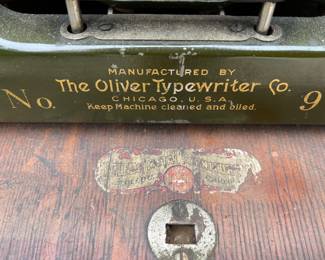 MANUFACTURED BY
The Oliver Typewriter Co.
CHICAGO, U.S.A.
No. 9
Keep Machine cleaned and oiled.